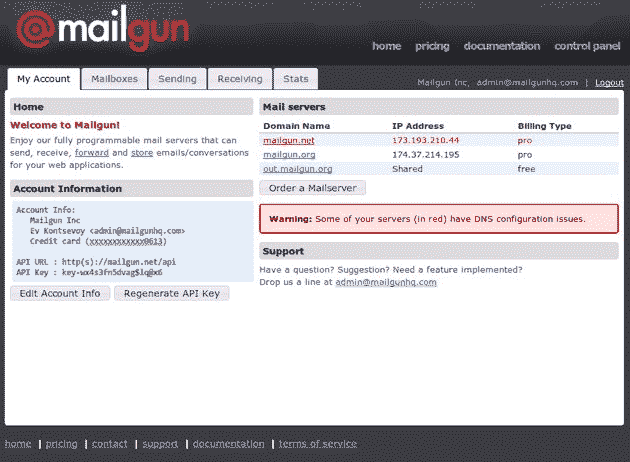 @mailgun
home pricing documentation control panel
My Account Mailboxes Sending Receiving Stats
Mailgun Inc, admin@mailgunhq.com | Logout
Home
Welcome to Mailgun!
Enjoy our fully programmable mail servers that can
send, receive, forward and store emails/conversations
for your web applications.
Account Information
Account Info:
Mailgun Inc
Ev Kontsevoy <admin@mailgunhq.com>
Credit card (xxxxxxxxxxxx0613)
API URL : http(s)://mailgun.net/api
API Key :
Edit Account Info Regenerate API Key
Mail servers
Domain Name IP Address Billing Type
mailgun.net 173.193.210.44 pro
mailgun.org 174.37.214.195 pro
out.mailgun.org Shared free
Order a Mailserver
Warning: Some of your servers (in red) have DNS configuration issues.
Support
Have a question? Suggestion? Need a feature implemented?
Drop us a line at admin@mailgunhq.com
home | pricing | contact | support | documentation | terms of service